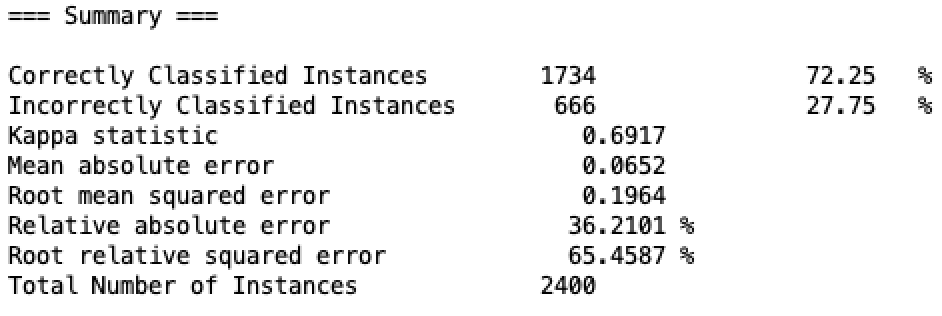 === Summary ===
Correctly Classified Instances 1734 72.25 %
Incorrectly Classified Instances 666 27.75 %
Kappa statistic 0.6917
Mean absolute error 0.0652
Root mean squared error 0.1964
Relative absolute error 36.2101 %
Root relative squared error 65.4587 %
Total Number of Instances 2400